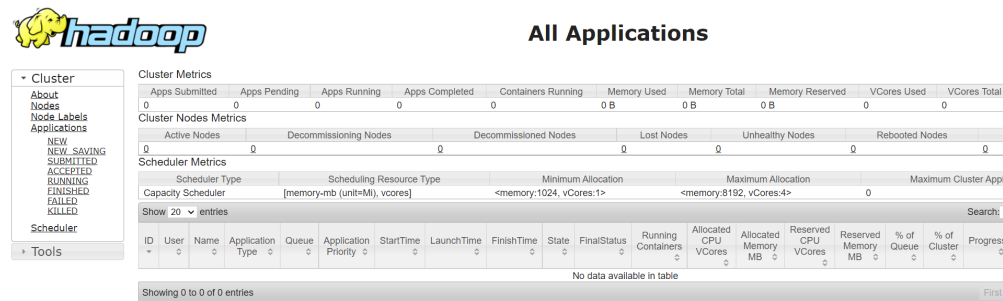 hadoop
All Applications
Cluster
About
Nodes
Node Labels
Applications
NEW
NEW_SAVING
SUBMITTED
ACCEPTED
RUNNING
FINISHED
FAILED
KILLED
Scheduler
Tools
Cluster Metrics
Apps Submitted Apps Pending Apps Running Apps Completed Containers Running Memory Used Memory Total Memory Reserved VCores Used VCores Total
0 0 0 0 0 0 B 0 B 0 B 0 0
Cluster Nodes Metrics
Active Nodes Decommissioning Nodes Decommissioned Nodes Lost Nodes Unhealthy Nodes Rebooted Nodes
0 0 0 0 0 0 0
Scheduler Metrics
Scheduler Type Scheduling Resource Type Minimum Allocation Maximum Allocation Maximum Cluster Appl
Capacity Scheduler [memory-mb (unit=Mi), vcores] <memory:1024, vCores:1> <memory:8192, vCores:4> 0
Show 20 entries Search:
ID User Name Application Type Queue Application Priority StartTime LaunchTime FinishTime State FinalStatus Running Containers Allocated CPU VCores Allocated Memory MB Reserved CPU VCores Reserved Memory MB % of Queue % of Cluster Progress
No data available in table
Showing 0 to 0 of 0 entries First